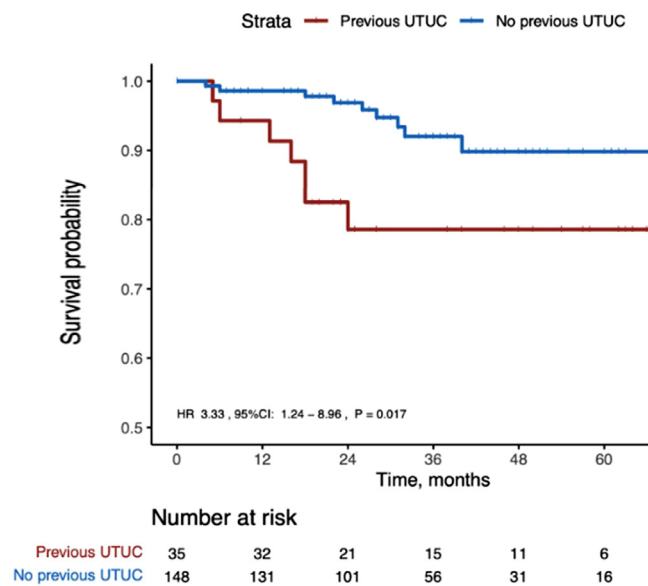 Strata Previous UTUC No previous UTUC
1.0
0.9
0.8
0.7
0.6
0.5
Survival probability
HR 3.33 , 95%CI: 1.24 – 8.96 , P = 0.017
0 12 24 36 48 60
Time, months
Number at risk
Previous UTUC 35 32 21 15 11 6
No previous UTUC 148 131 101 56 31 16